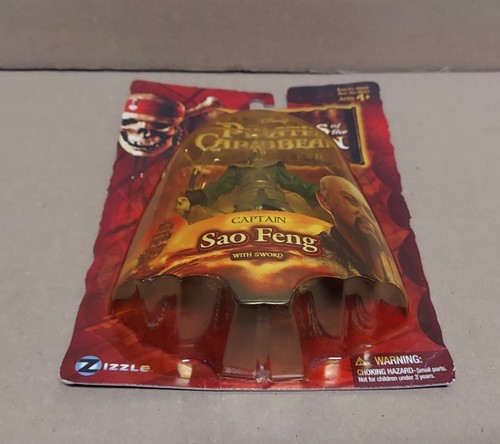 PIRATES of the
CARIBBEAN
AGES 4+
CAPTAIN
Sao Feng
WITH SWORD
ZIZZLE
WARNING:
CHOKING HAZARD-Small parts.
Not for children under 3 years.